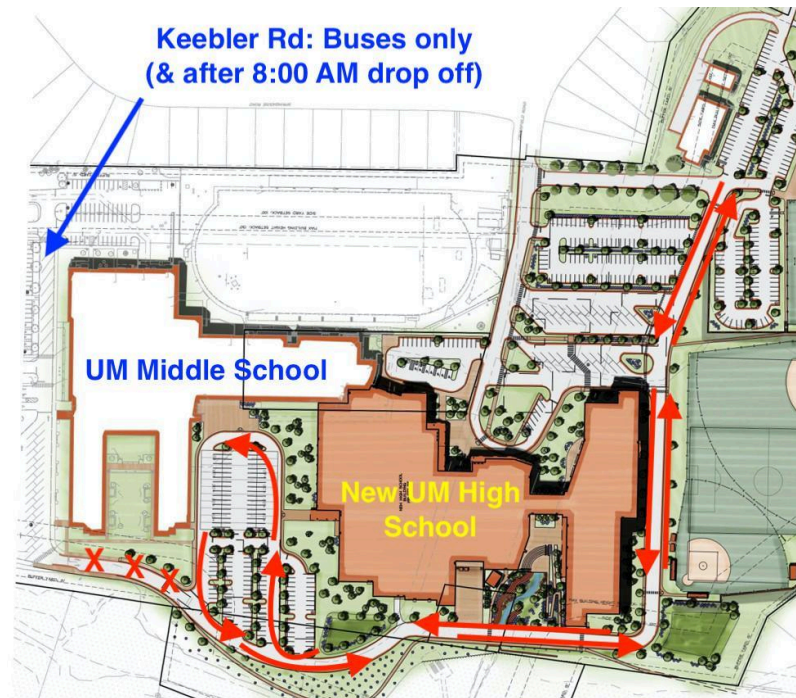 Keebler Rd: Buses only
(& after 8:00 AM drop off)
UM Middle School
New UM High
School
X X X